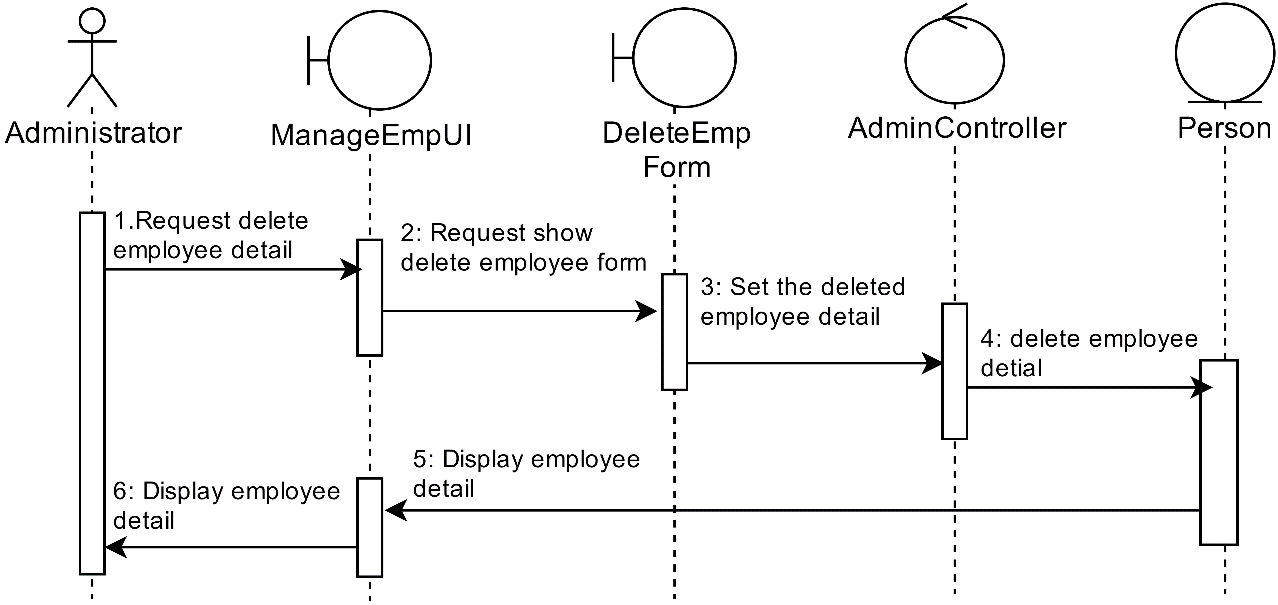 Administrator
ManageEmpUI
DeleteEmp
Form
AdminController
Person
1.Request delete
employee detail
2: Request show
delete employee form
3: Set the deleted
employee detail
4: delete employee
detial
5: Display employee
detail
6: Display employee
detail